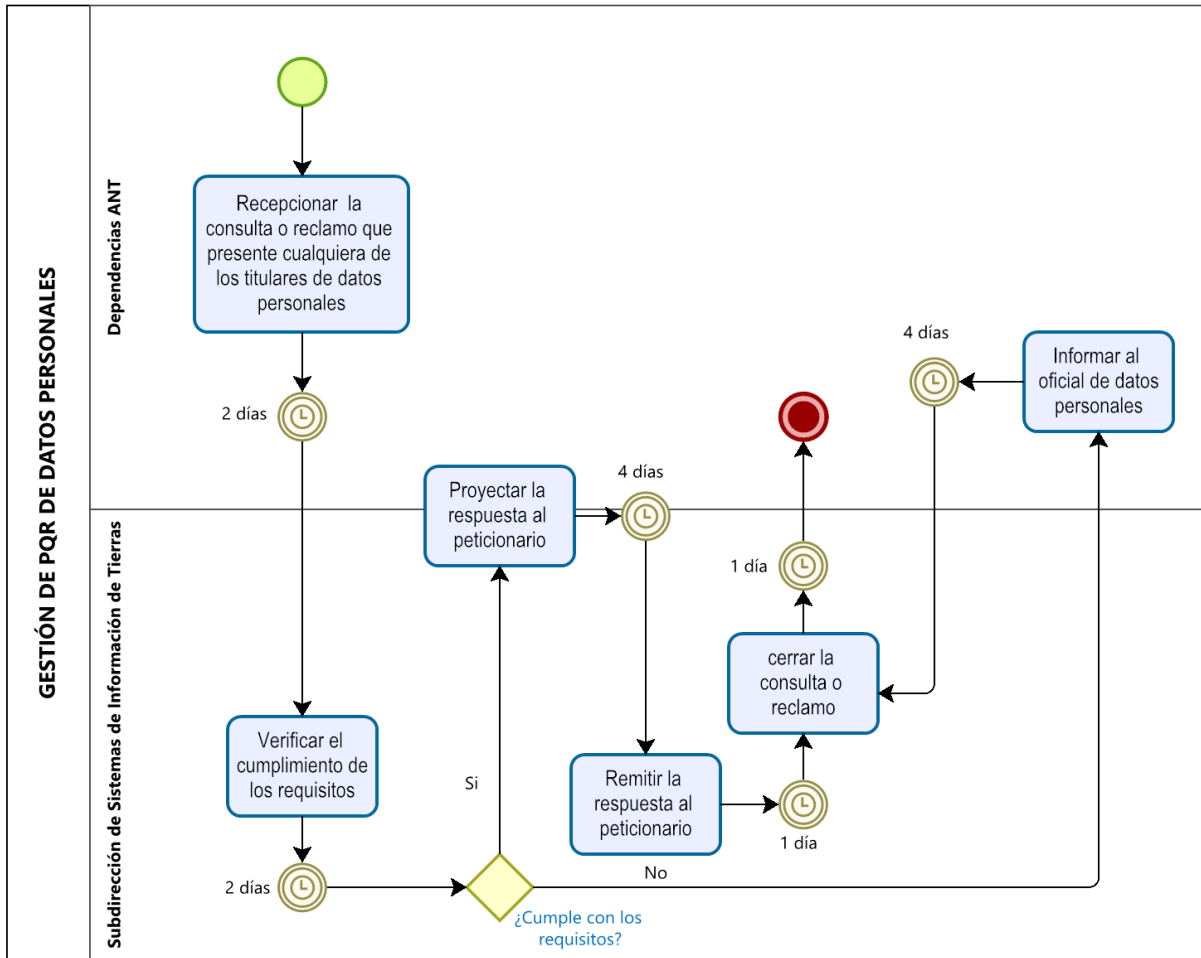 GESTIÓN DE PQR DE DATOS PERSONALES
Dependencias ANT
Recepcionar la
consulta o reclamo que
presente cualquiera de
los titulares de datos
personales
2 días
4 días
Informar al
oficial de datos
personales
Proyectar la
respuesta al
peticionario
4 días
Subdirección de Sistemas de Información de Tierras
1 día
cerrar la
consulta o
reclamo
Verificar el
cumplimiento de
los requisitos
Si
Remitir la
respuesta al
peticionario
1 día
2 días
No
¿Cumple con los
requisitos?